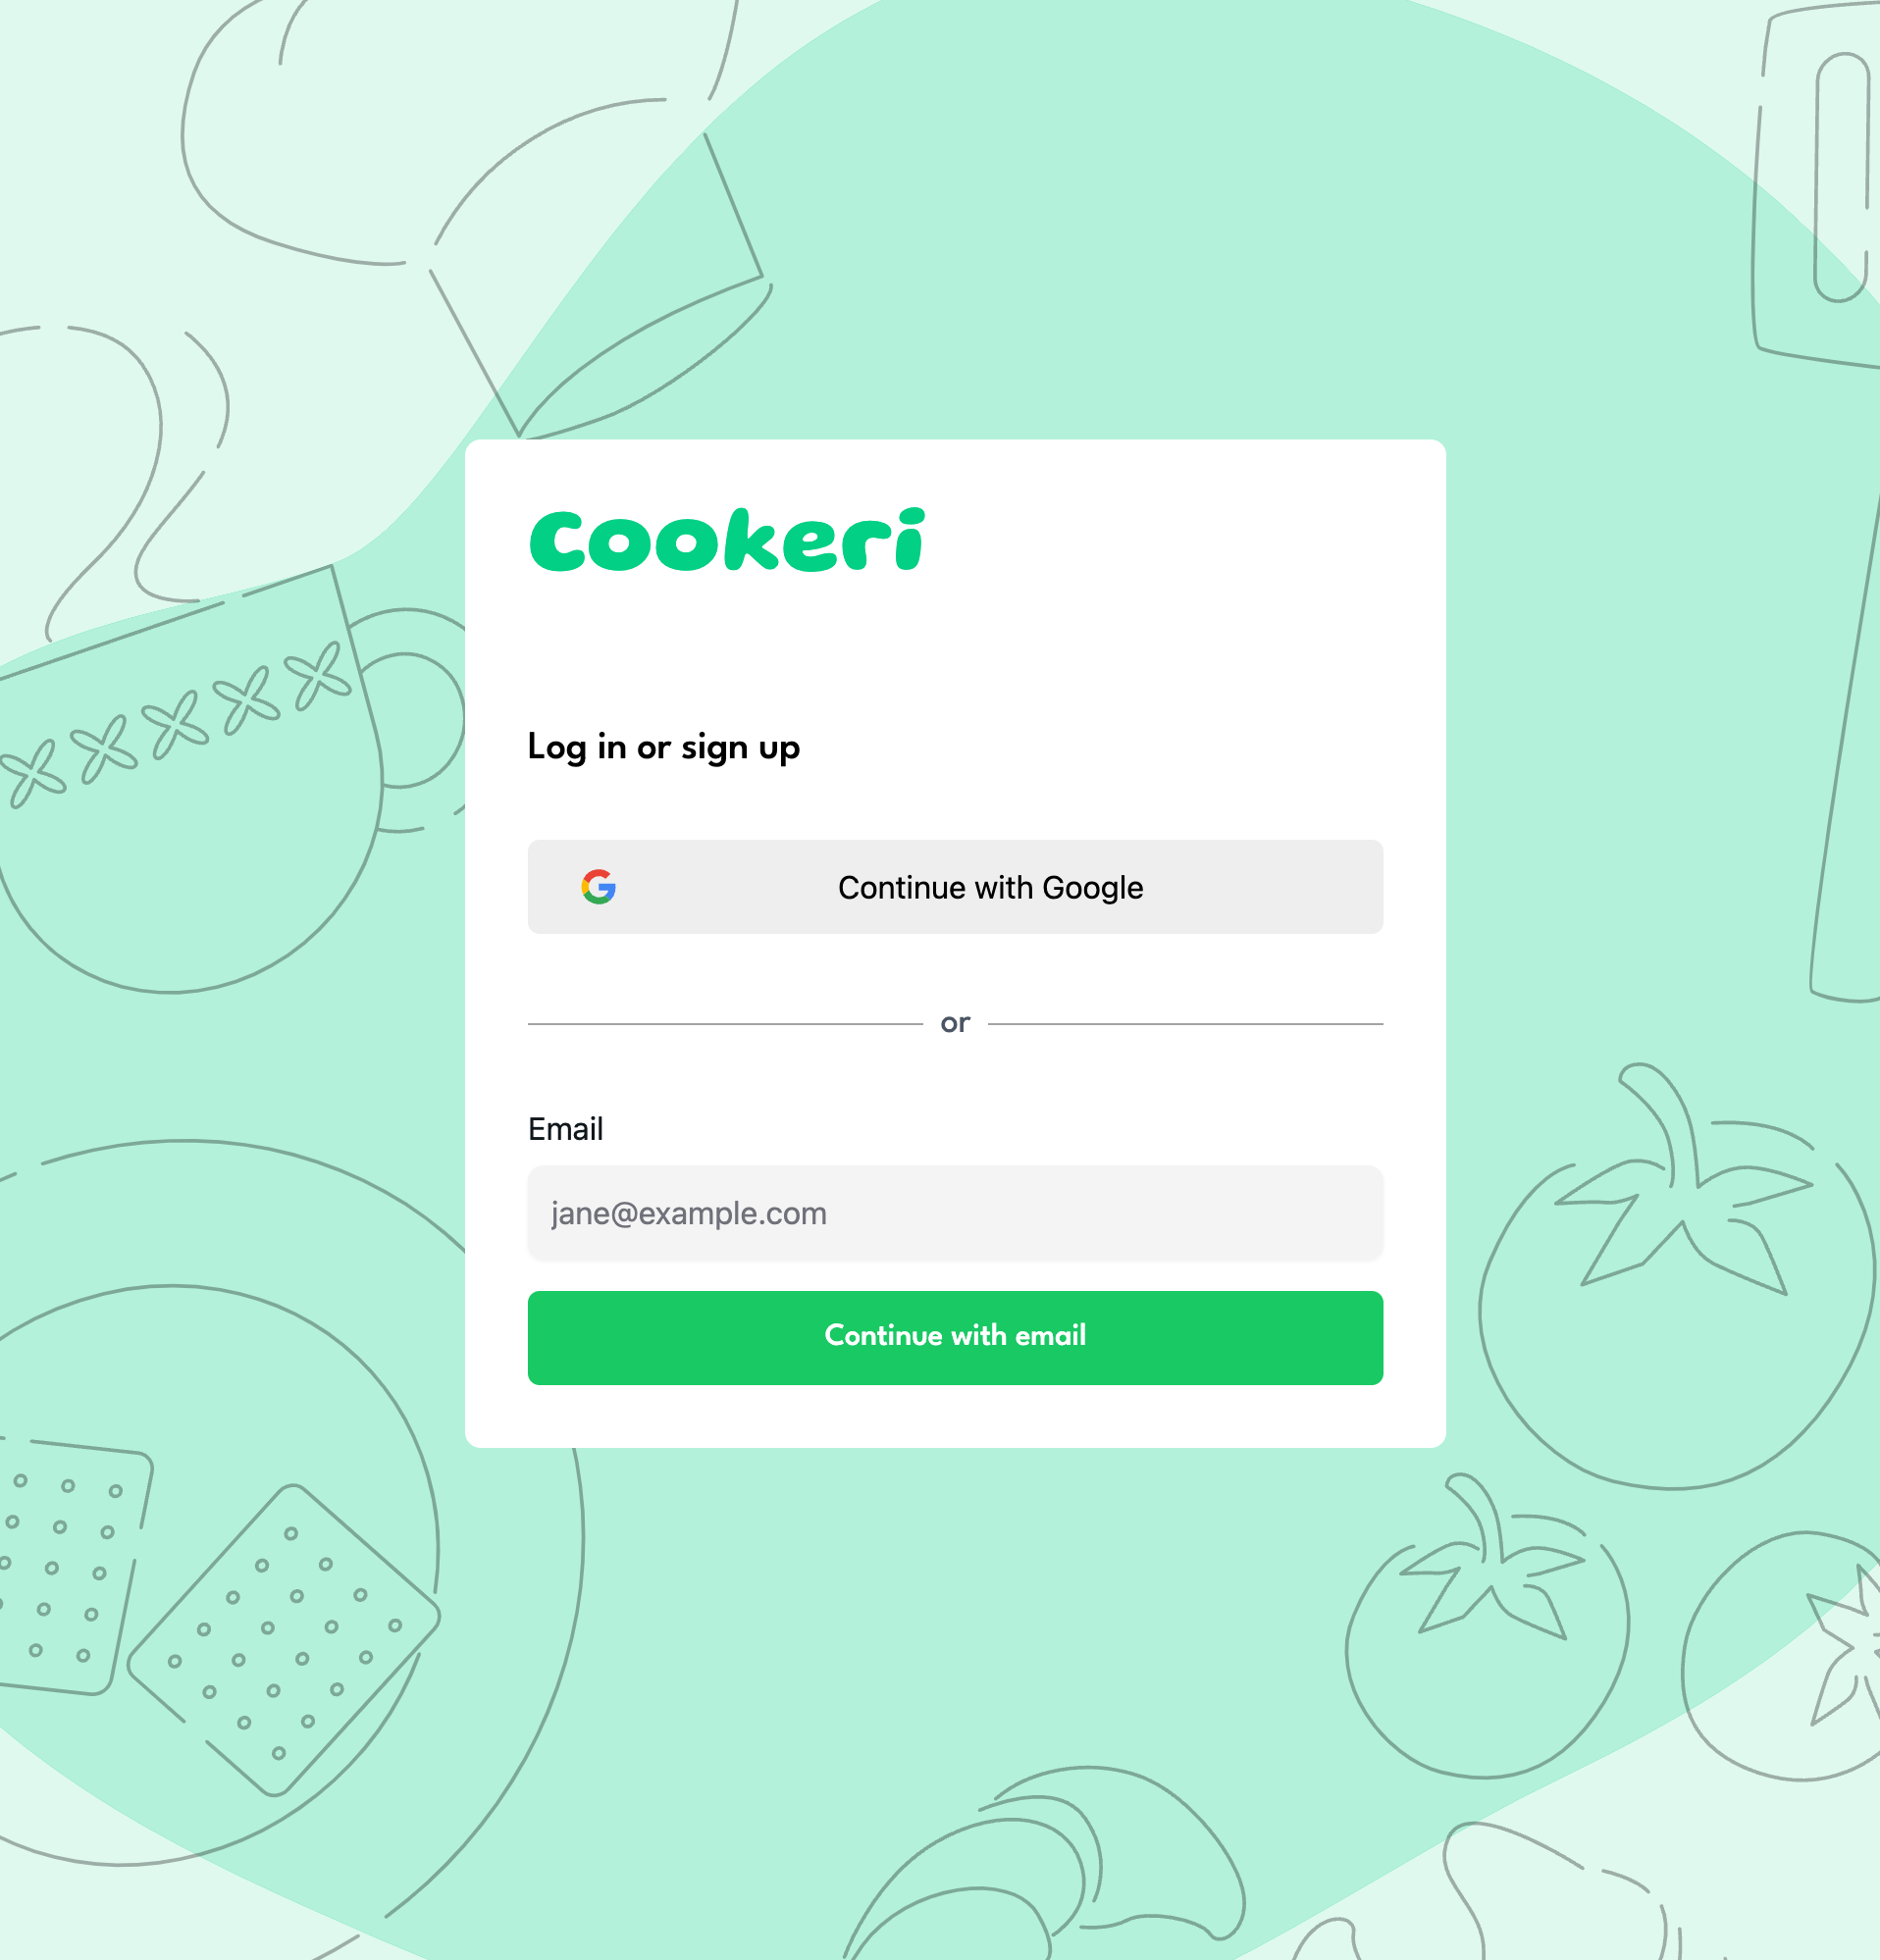 Cookeri
Log in or sign up
Continue with Google
or
Email
jane@example.com
Continue with email